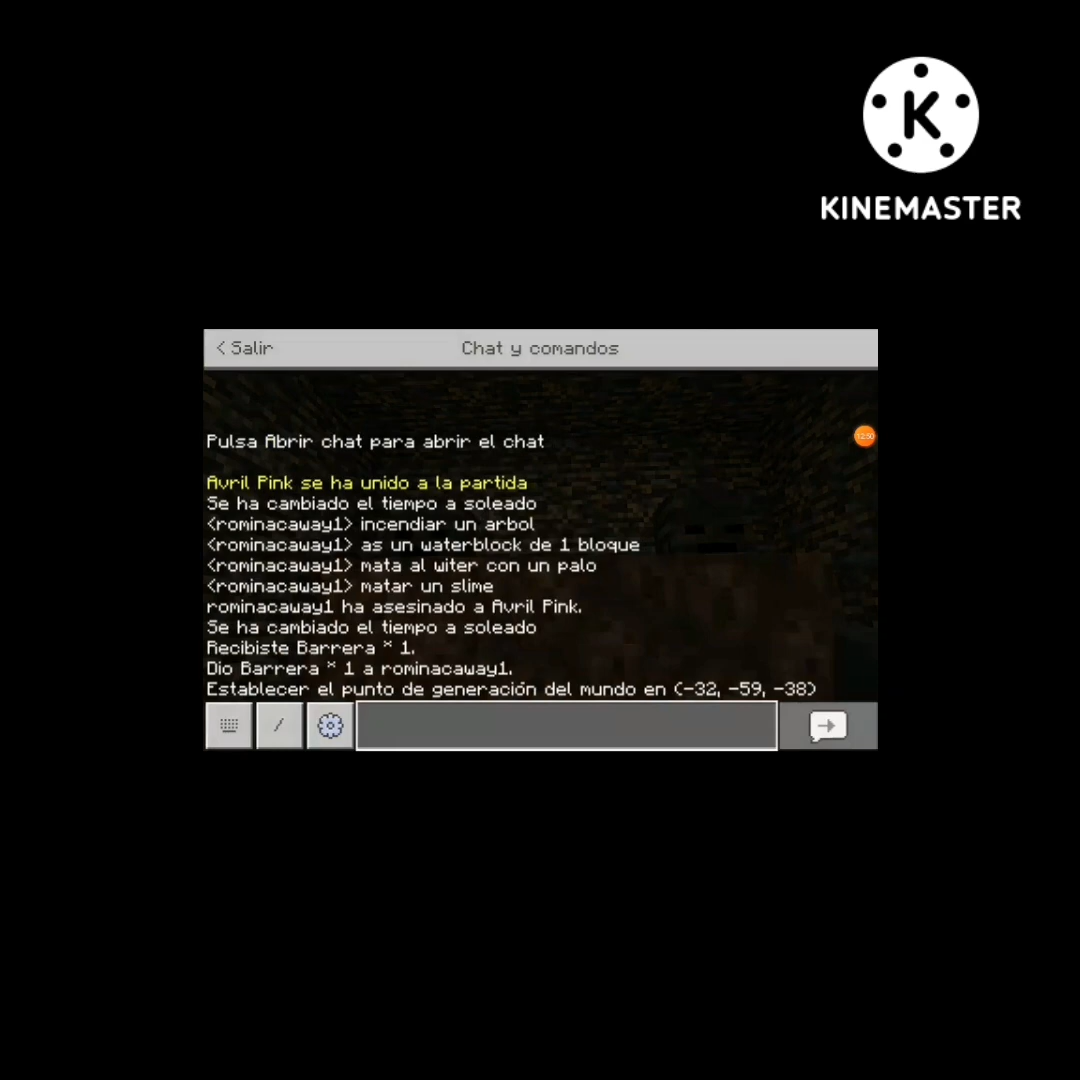 K
KINEMASTER
< Salir
Chat y comandos
Pulsa Abrir chat para abrir el chat
12:50
Avril Pink se ha unido a la partida
Se ha cambiado el tiempo a soleado
<rominacaway1> incendiar un arbol
<rominacaway1> as un waterblock de 1 bloque
<rominacaway1> mata al witer con un palo
<rominacaway1> matar un slime
rominacaway1 ha asesinado a Avril Pink.
Se ha cambiado el tiempo a soleado
Recibiste Barrera * 1.
Dio Barrera * 1 a rominacaway1.
Establecer el punto de generación del mundo en (-32, -59, -38)
/